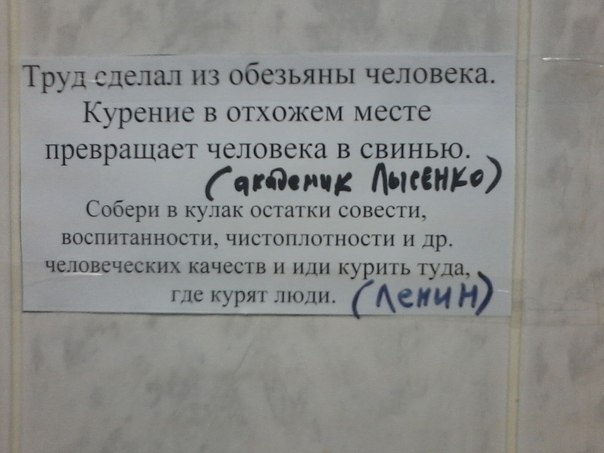 Труд сделал из обезьяны человека.
Курение в отхожем месте
превращает человека в свинью.
(академик Лысенко)
Собери в кулак остатки совести,
воспитанности, чистоплотности и др.
человеческих качеств и иди курить туда,
где курят люди. (Ленин)